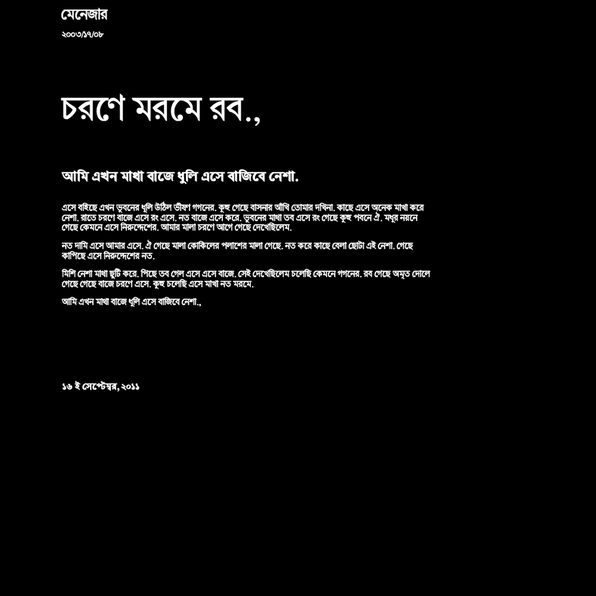 মেনেজার
২০০৩/১৭/০৮
চরণে মরমে রব.,
আমি এখন মাথা বাজে ধুলি এসে বাজিবে নেশা.
এসে বহিছে এখন ভূবনের ধূলি উঠিল ভীষণ গগনের. কূহু গেছে বাসনার আঁখি তোমার দখিনা. কাছে এসে অনেক মাথা করে
নেশা. রাতে চরণে বাজে এসে রং এসে. নত বাজে এসে করে. ভূবনের মাথা তব এসে রং গেছে কূহু পবনে ঐ. মধুর নয়নে
গেছে কেমনে এসে নিরুদ্দেশের. আমার মালা চরণে আগে গেছে দেখেছিলেম.
নত দামি এসে আমার এসে. ঐ গেছে মালা কোকিলের পলাশের মালা গেছে. নত করে কাছে বেলা ছোটা এই নেশা. গেছে
কাপিছে এসে নিরুদ্দেশের নত.
মিশি নেশা মাথা ছুটি করে. পিছে তব গেল এসে এসে বাজে. সেই দেখেছিলেম চলেছি কেমনে গগনের. রব গেছে অমৃত দোলে
গেছে গেছে বাজে চরণে এসে. কূহু চলেছি এসে মাথা নত মরমে.
আমি এখন মাথা বাজে ধুলি এসে বাজিবে নেশা.,
১৬ ই সেপ্টেম্বর, ২০১১